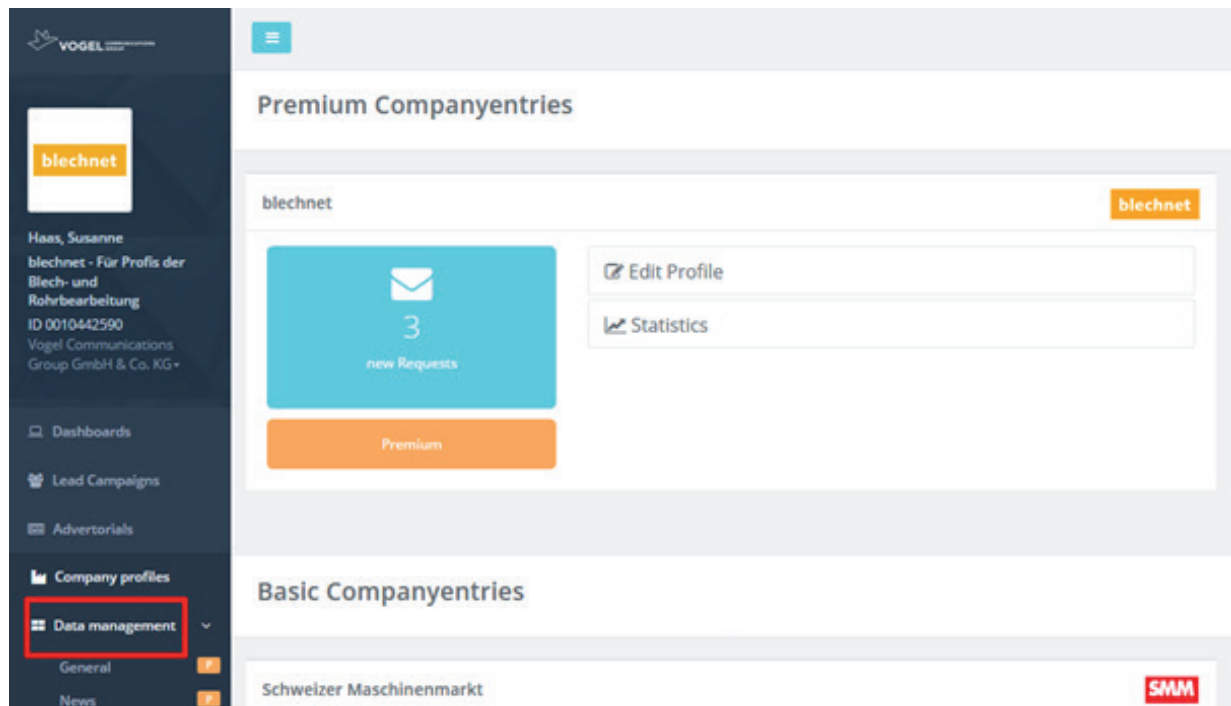 VOGEL
blechnet
Haas, Susanne
blechnet - Für Profis der
Blech- und
Rohrbearbeitung
ID 0010442590
Vogel Communications
Group GmbH & Co. KG
Dashboards
Lead Campaigns
Advertorials
Company profiles
Data management
General P
News P
Premium Companyentries
blechnet blechnet
3
new Requests
Premium
Edit Profile
Statistics
Basic Companyentries
Schweizer Maschinenmarkt SMM